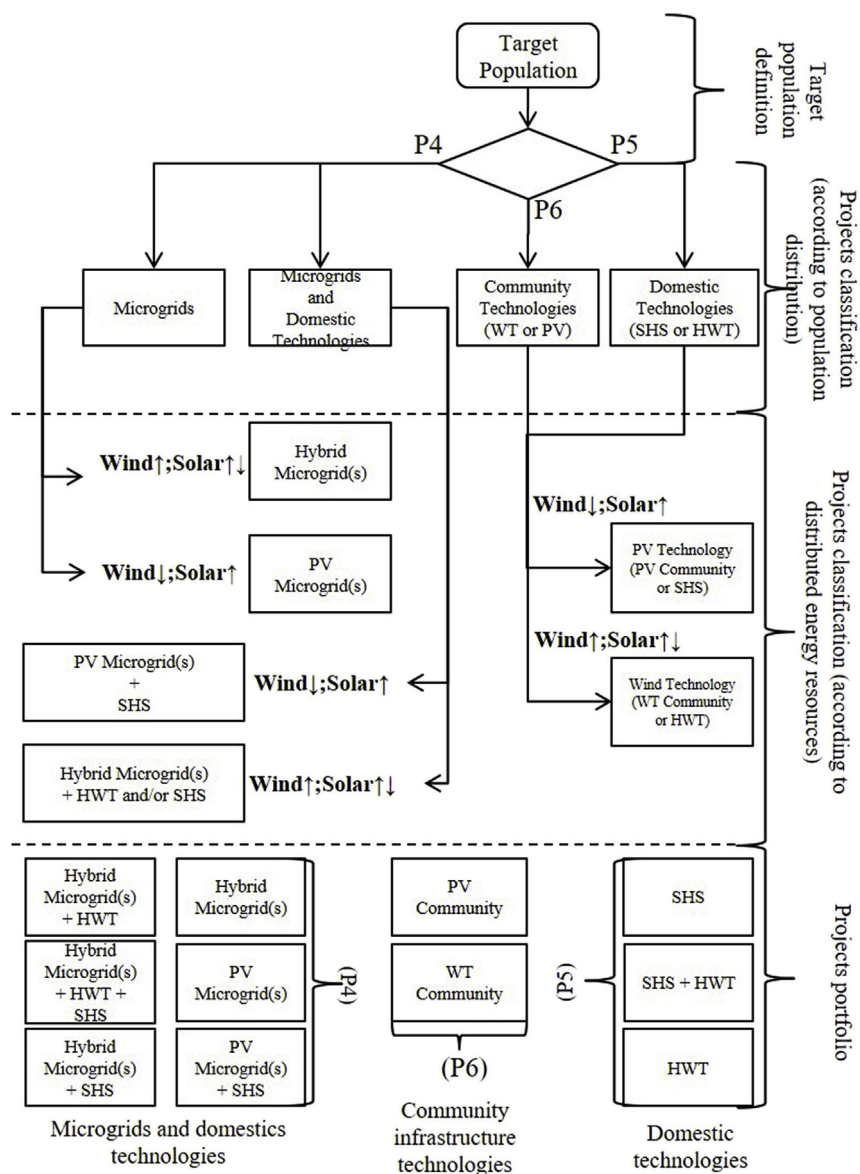 Target
Population
Target
population
definition
P4
P5
P6
Projects classification
(according to population
distribution)
Microgrids
Microgrids
and
Domestic
Technologies
Community
Technologies
(WT or PV)
Domestic
Technologies
(SHS or HWT)
Projects classification (according to
distributed energy resources)
Wind↑;Solar↑↓
Hybrid
Microgrid(s)
Wind↓;Solar↑
PV Technology
(PV Community
or SHS)
Wind↓;Solar↑
PV
Microgrid(s)
Wind↑;Solar↑↓
Wind Technology
(WT Community
or HWT)
PV Microgrid(s)
+
SHS
Wind↓;Solar↑
Hybrid Microgrid(s)
+ HWT and/or SHS
Wind↑;Solar↑↓
Projects portfolio
Hybrid
Microgrid(s)
+ HWT
Hybrid
Microgrid(s)
PV
Community
SHS
Hybrid
Microgrid(s)
+ HWT +
SHS
PV
Microgrid(s)
(P4)
WT
Community
(P5)
SHS + HWT
Hybrid
Microgrid(s)
+ SHS
PV
Microgrid(s)
+ SHS
(P6)
HWT
Microgrids and domestics
technologies
Community
infrastructure
technologies
Domestic
technologies